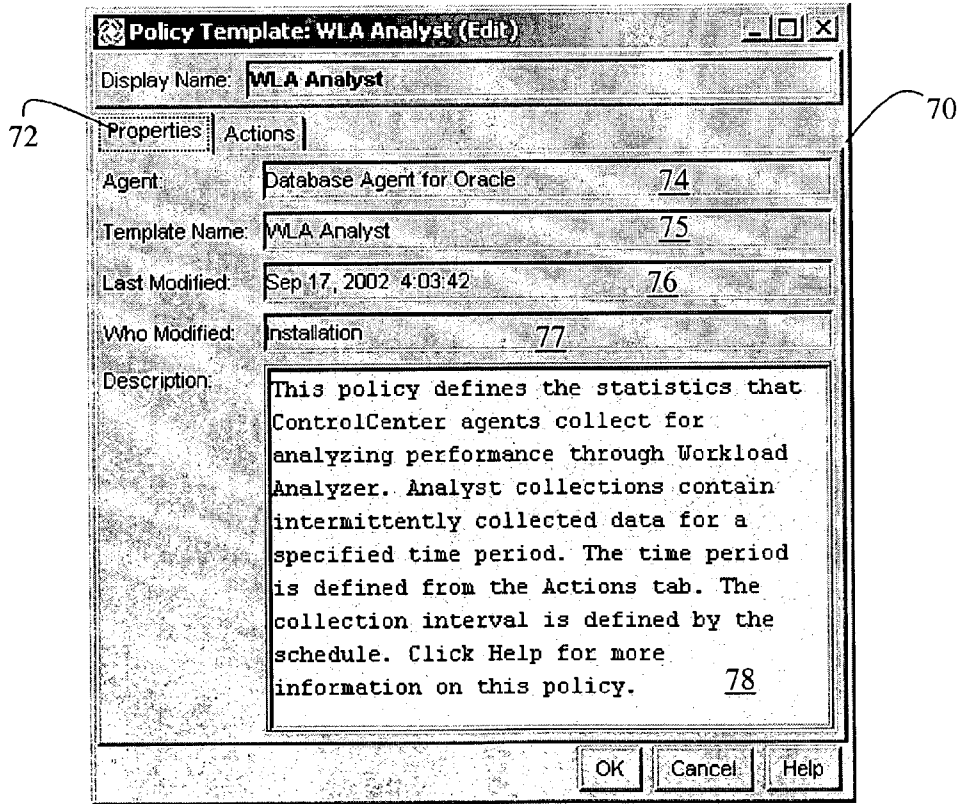 Policy Template: WLA Analyst (Edit)
Display Name: WLA Analyst
70
72
Properties Actions
Agent: Database Agent for Oracle 74
Template Name: WLA Analyst 75
Last Modified: Sep 17, 2002 4:03:42 76
Who Modified: Installation 77
Description: This policy defines the statistics that
ControlCenter agents collect for
analyzing performance through Workload
Analyzer. Analyst collections contain
intermittently collected data for a
specified time period. The time period
is defined from the Actions tab. The
collection interval is defined by the
schedule. Click Help for more
information on this policy. 78
OK Cancel Help